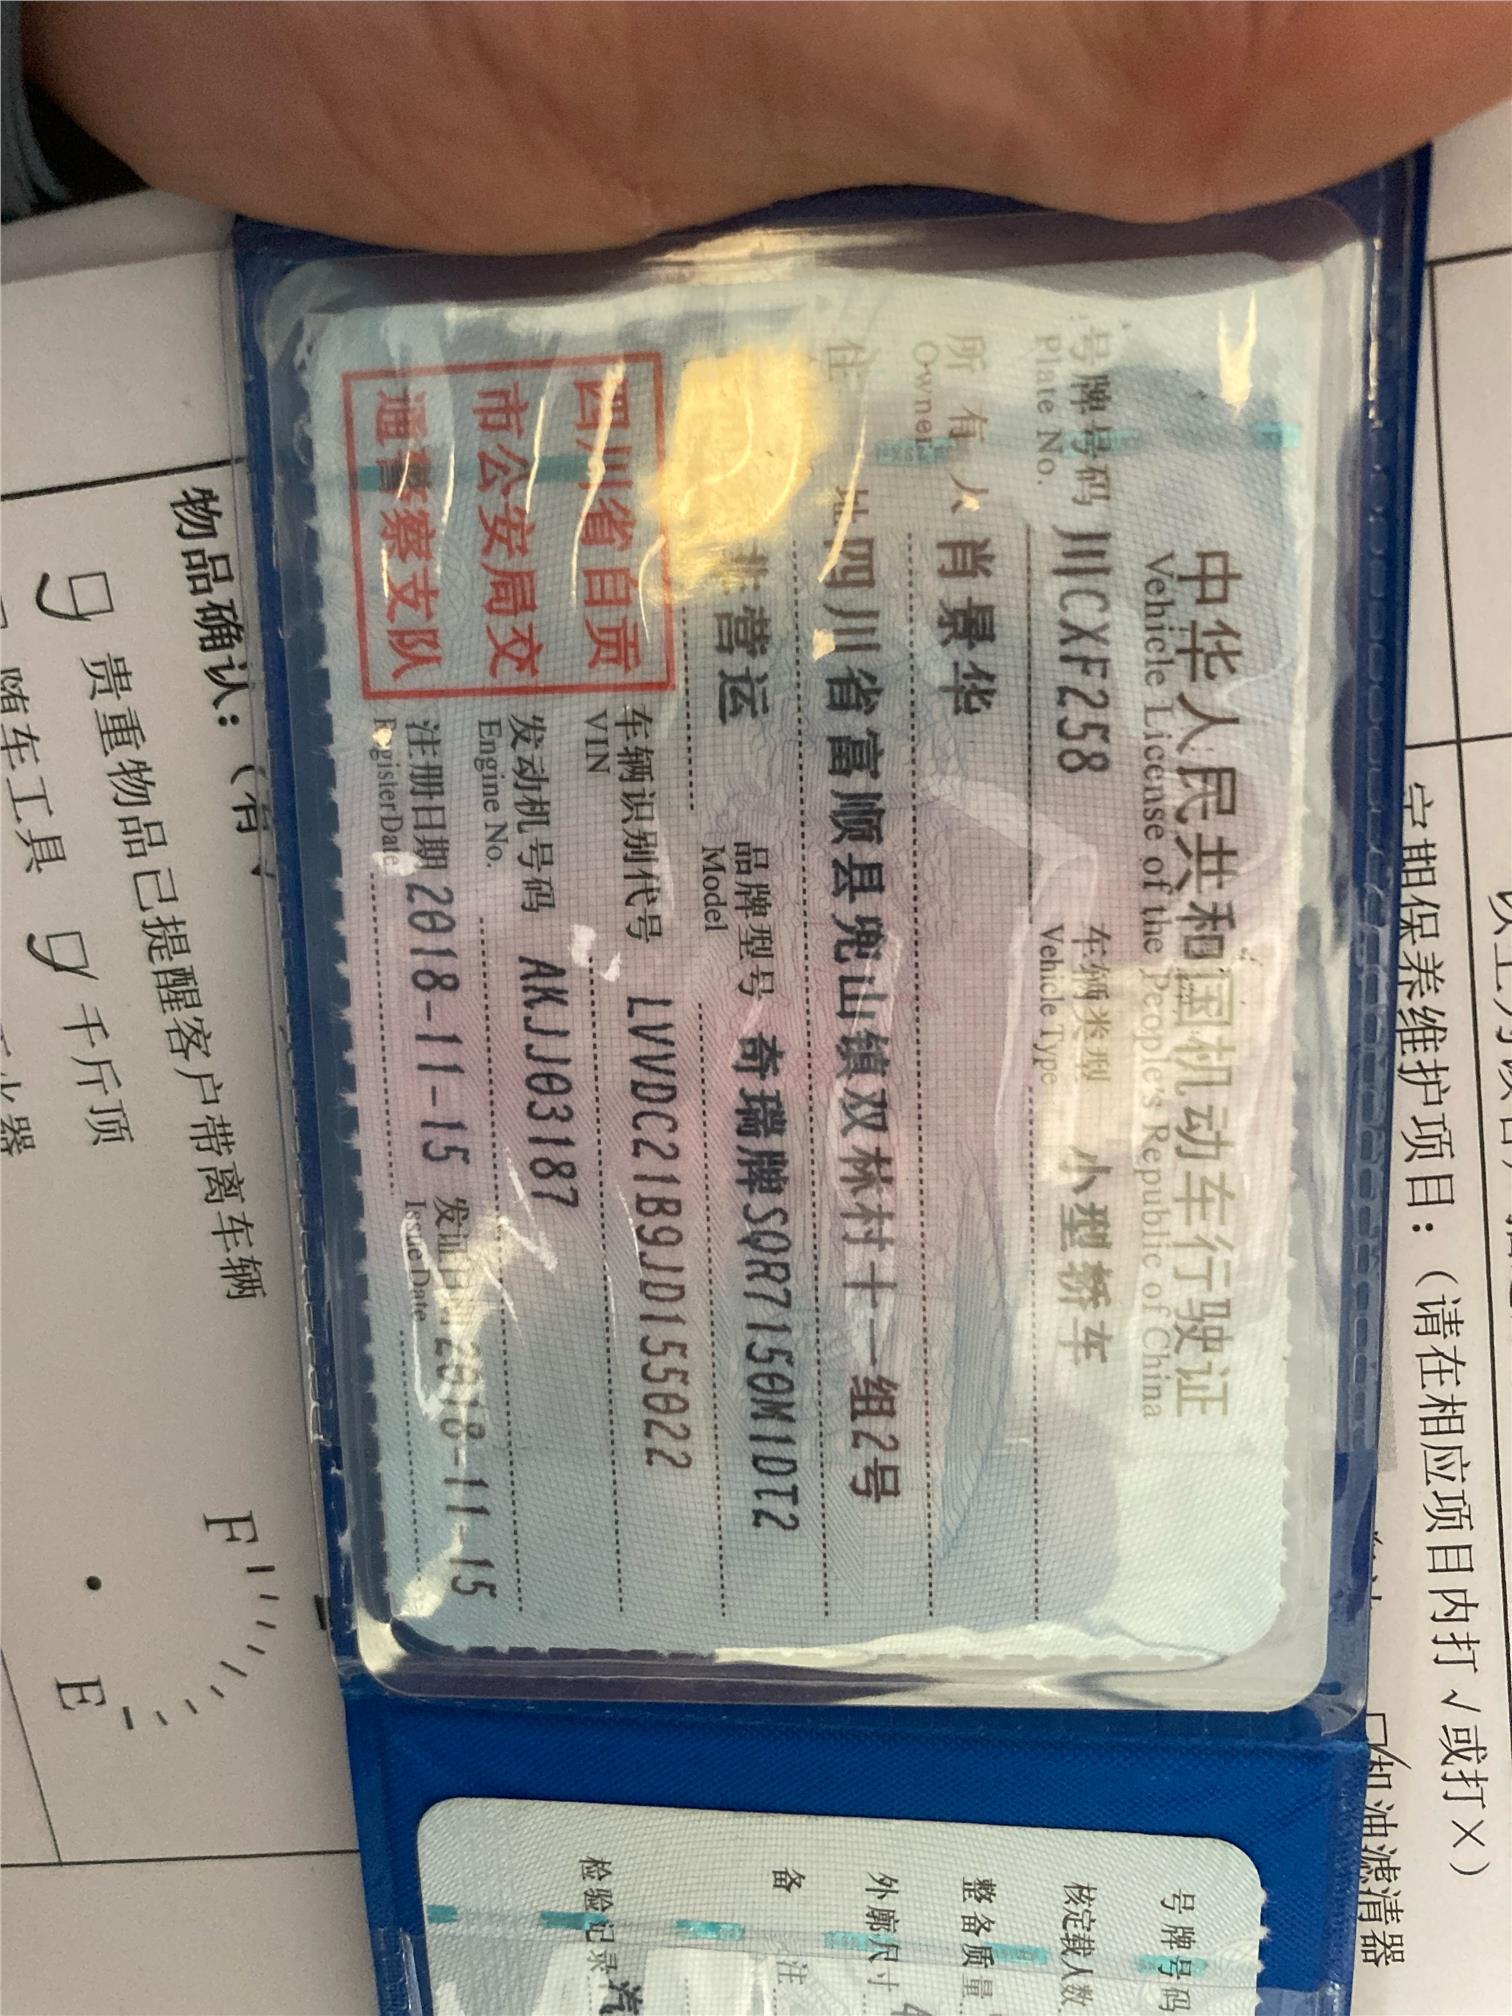 中华人民共和国机动车行驶证
Vehicle License of the People's Republic of China
号牌号码 川CXF258 车辆类型 小型轿车
Plate No. Vehicle Type
所有人 肖景华
Owner
住 地 四川省富顺县兜山镇双林村十一组2号
非营运 品牌型号 奇瑞牌SQR7150M1DT2
Model
车辆识别代号 LVVDC21B9JD155022
VIN
发动机号码 AKJJ03187
Engine No.
注册日期 2018-11-15 发证日期 2018-11-15
Register Date Issue Date
四川省自贡
市公安局交
通警察支队
号牌号码
核定载人数
整备质量
外廓尺寸
备 注
检验记录 汽
定期保养维护项目：（请在相应项目内打√或打×）
机油滤清器
物品确认：（有
贵重物品已提醒客户带离车辆
随车工具 千斤顶
F
E